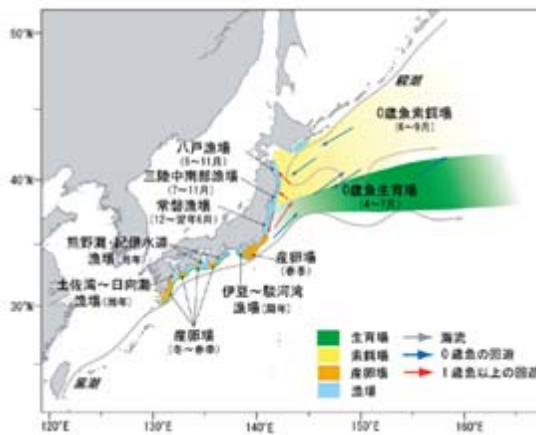 50°N
親潮
0歳魚索餌場
(6~9月)
八戸漁場
(5~11月)
三陸中南部漁場
(7~11月)
40°N
0歳魚生育場
(4~7月)
常磐漁場
(12~翌年6月)
熊野灘・紀伊水道
漁場(周年)
産卵場
(春季)
土佐湾~日向灘
漁場(周年)
伊豆~駿河湾
漁場(周年)
30°N
産卵場
(冬~春季)
黒潮
生育場
索餌場
産卵場
漁場
海流
0歳魚の回遊
1歳魚以上の回遊
120°E
130°E
140°E
150°E
160°E